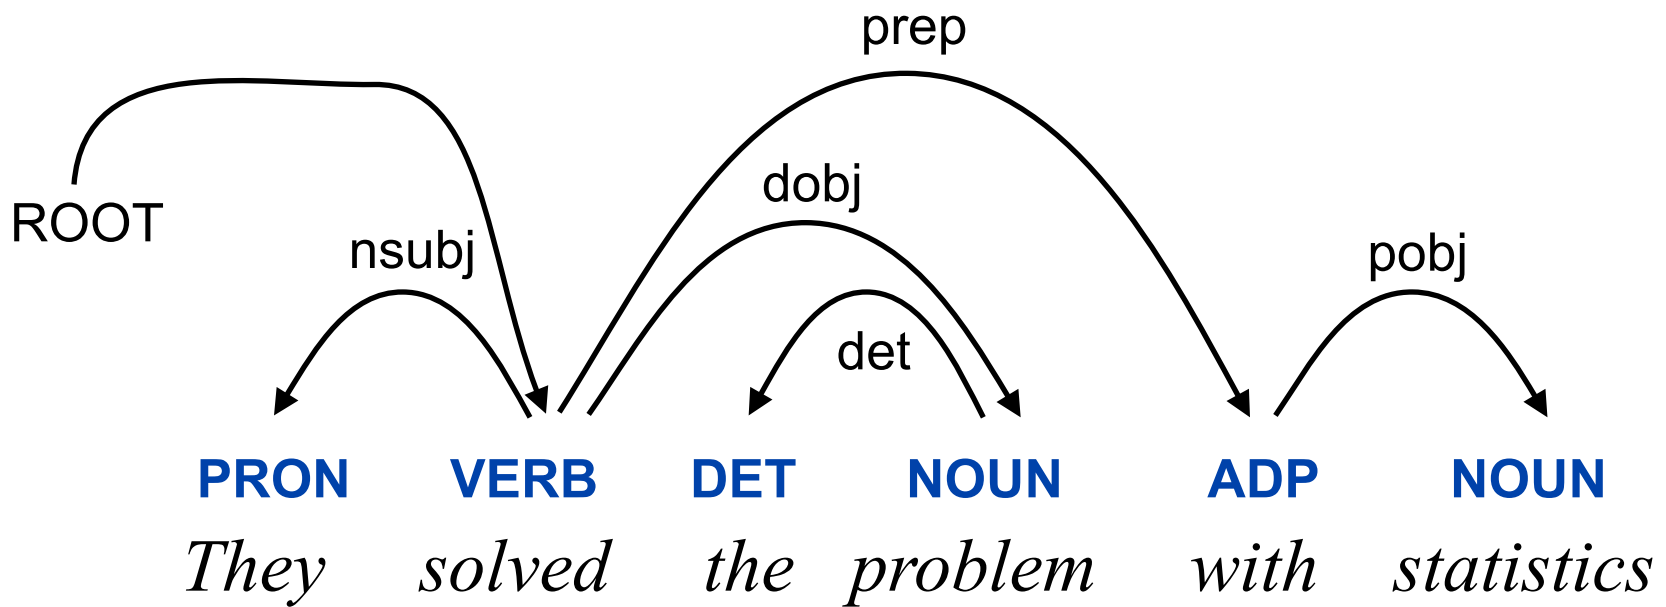 prep
dobj
ROOT
nsubj
pobj
det
PRON VERB DET NOUN ADP NOUN
They solved the problem with statistics